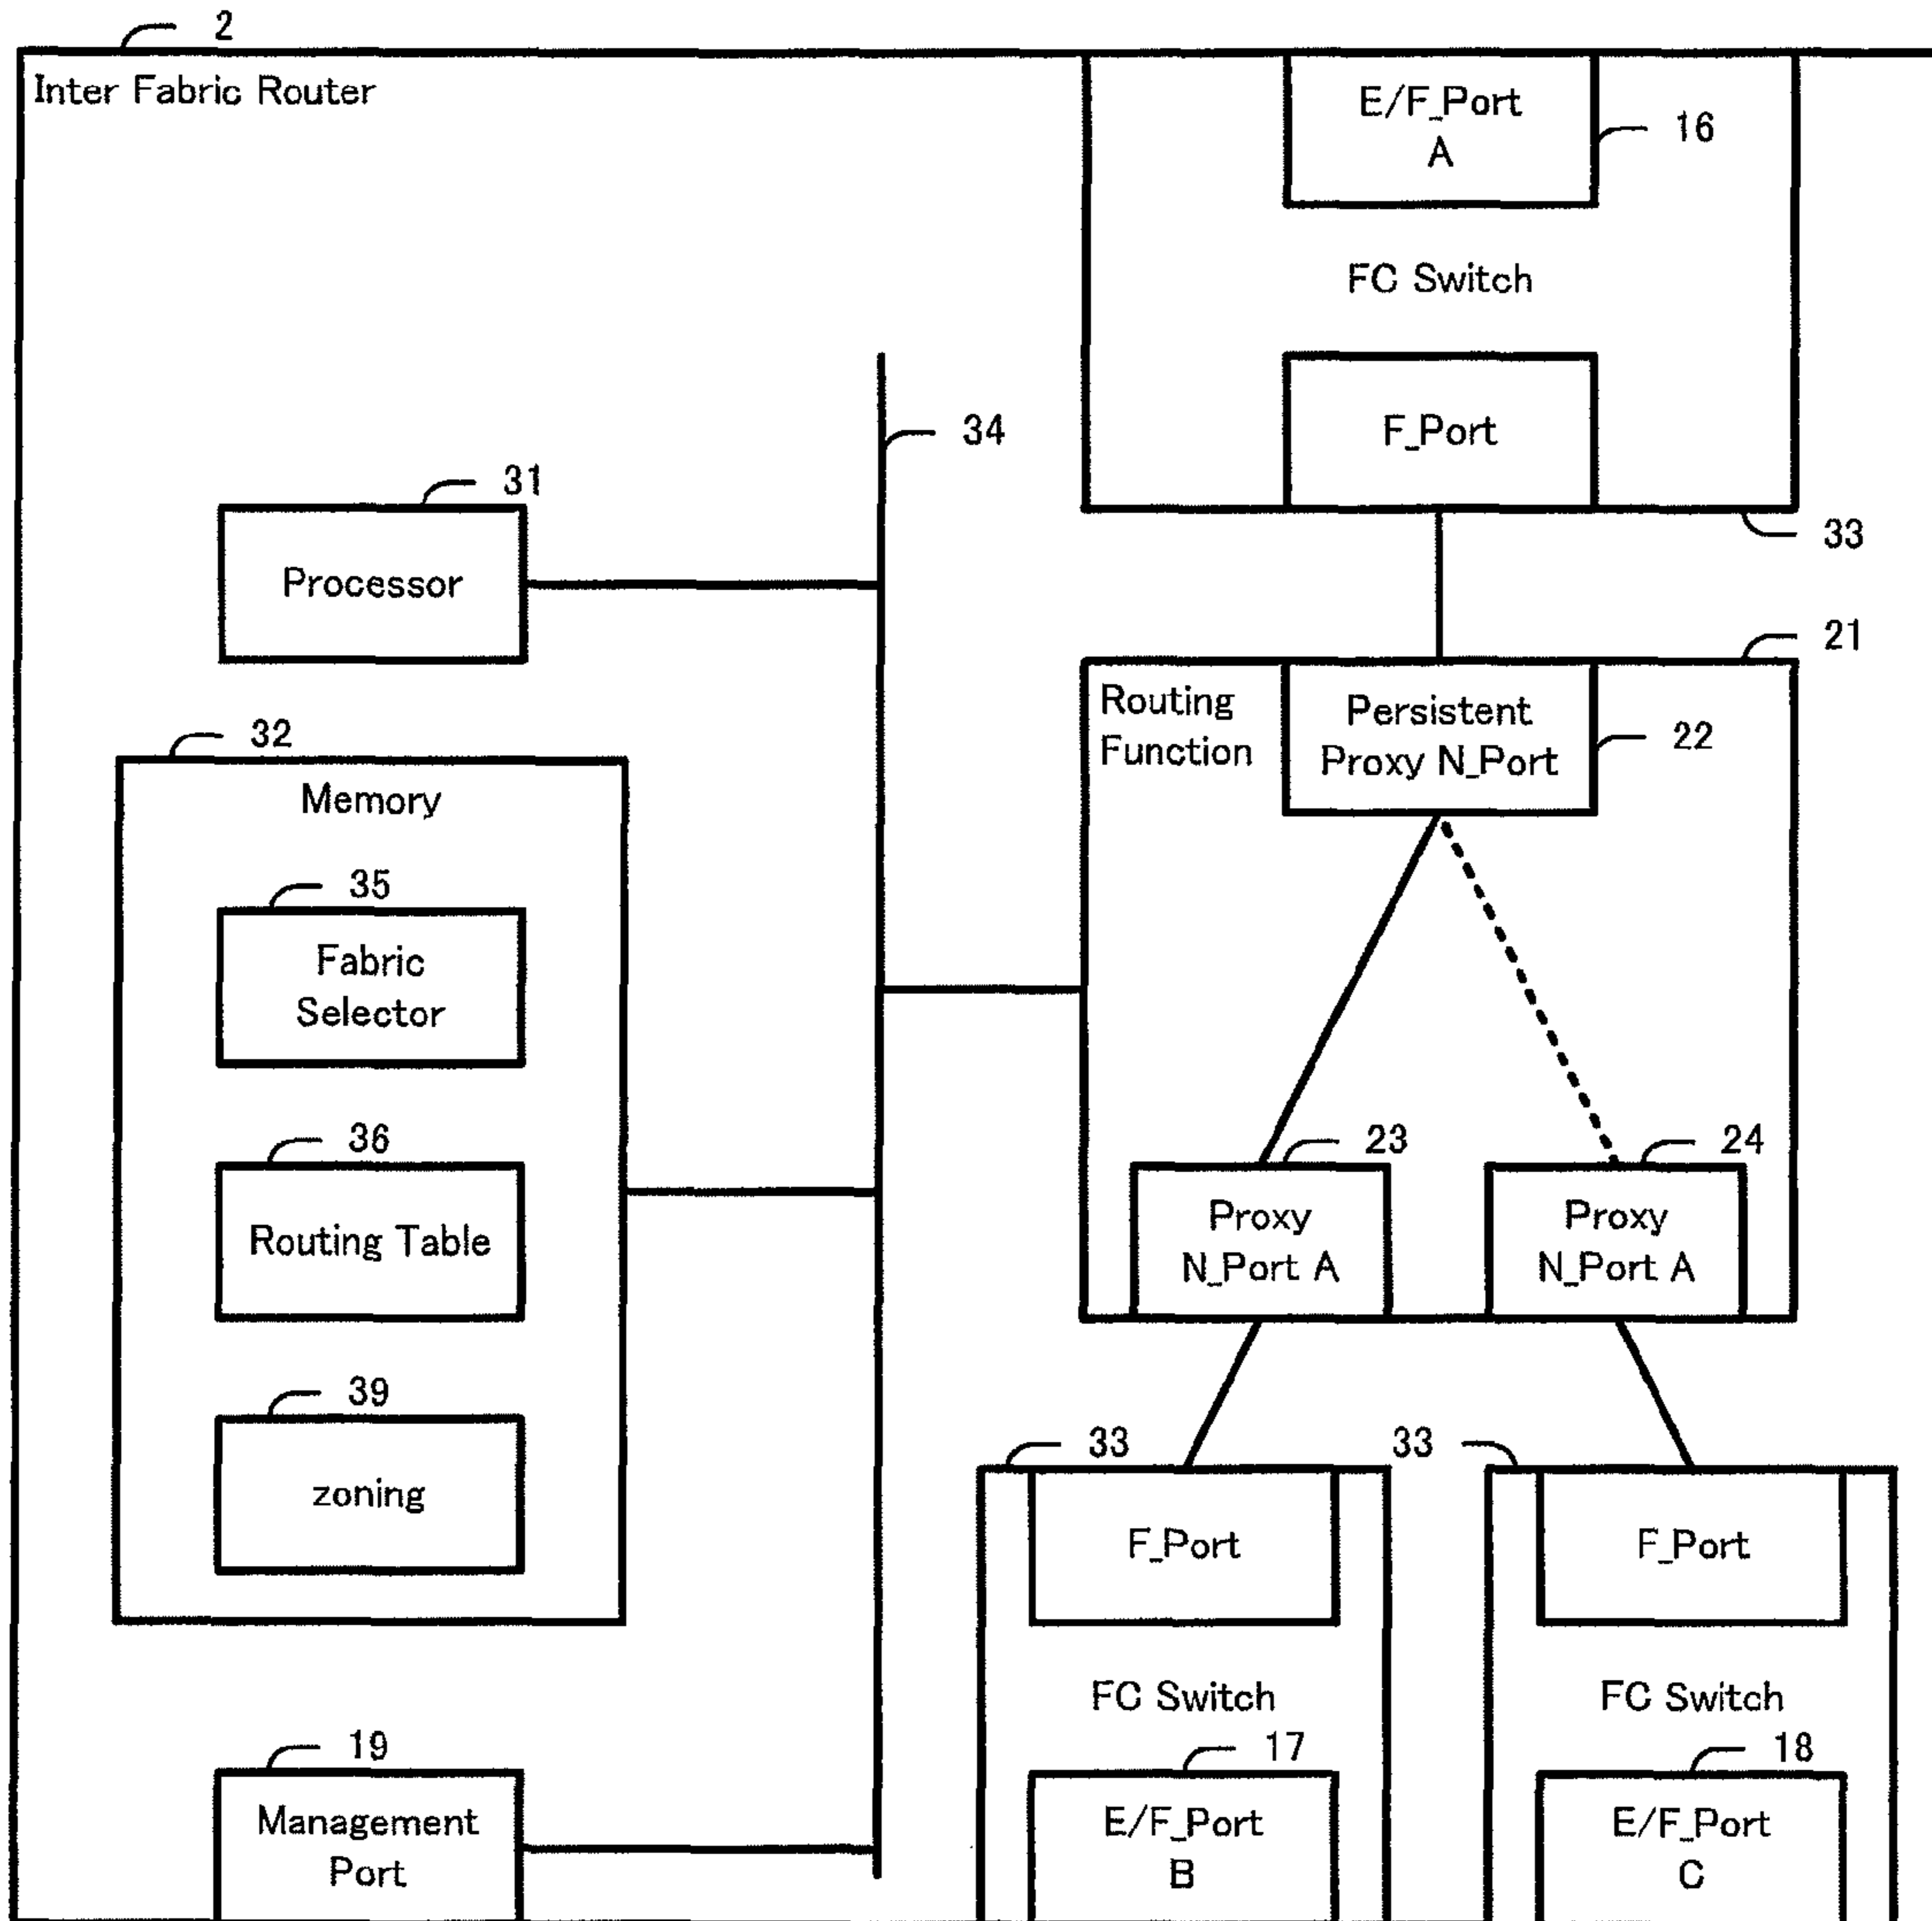 2
Inter Fabric Router
E/F_Port
A
16
FC Switch
F_Port
33
34
31
Processor
21
Routing
Function
Persistent
Proxy N_Port
22
32
Memory
35
Fabric
Selector
36
Routing Table
39
zoning
23
Proxy
N_Port A
24
Proxy
N_Port A
33
F_Port
FC Switch
17
E/F_Port
B
33
F_Port
FC Switch
18
E/F_Port
C
19
Management
Port